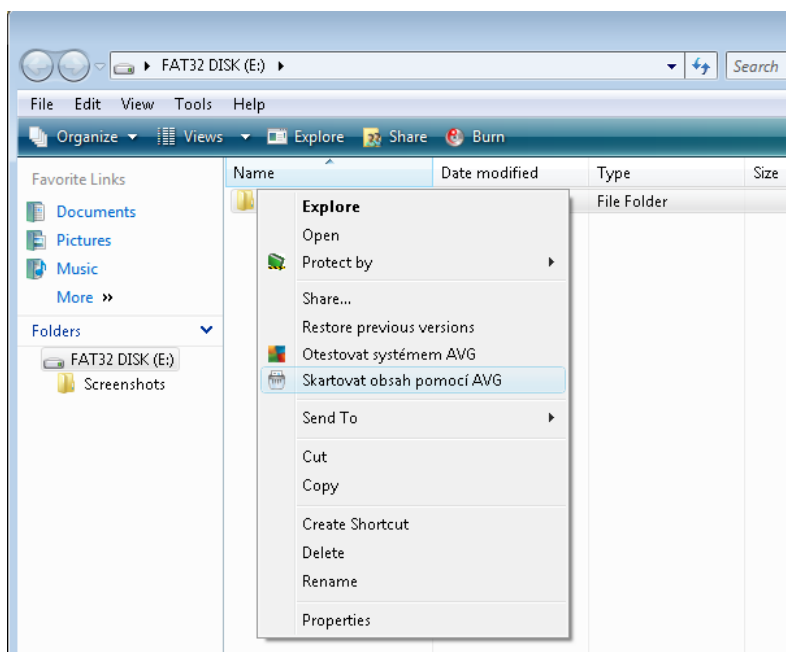 FAT32 DISK (E:)
Search
File Edit View Tools Help
Organize Views Explore Share Burn
Favorite Links
Documents
Pictures
Music
More »
Folders
FAT32 DISK (E:)
Screenshots
Name Date modified Type Size
File Folder
Explore
Open
Protect by
Share...
Restore previous versions
Otestovat systémem AVG
Skartovat obsah pomocí AVG
Send To
Cut
Copy
Create Shortcut
Delete
Rename
Properties